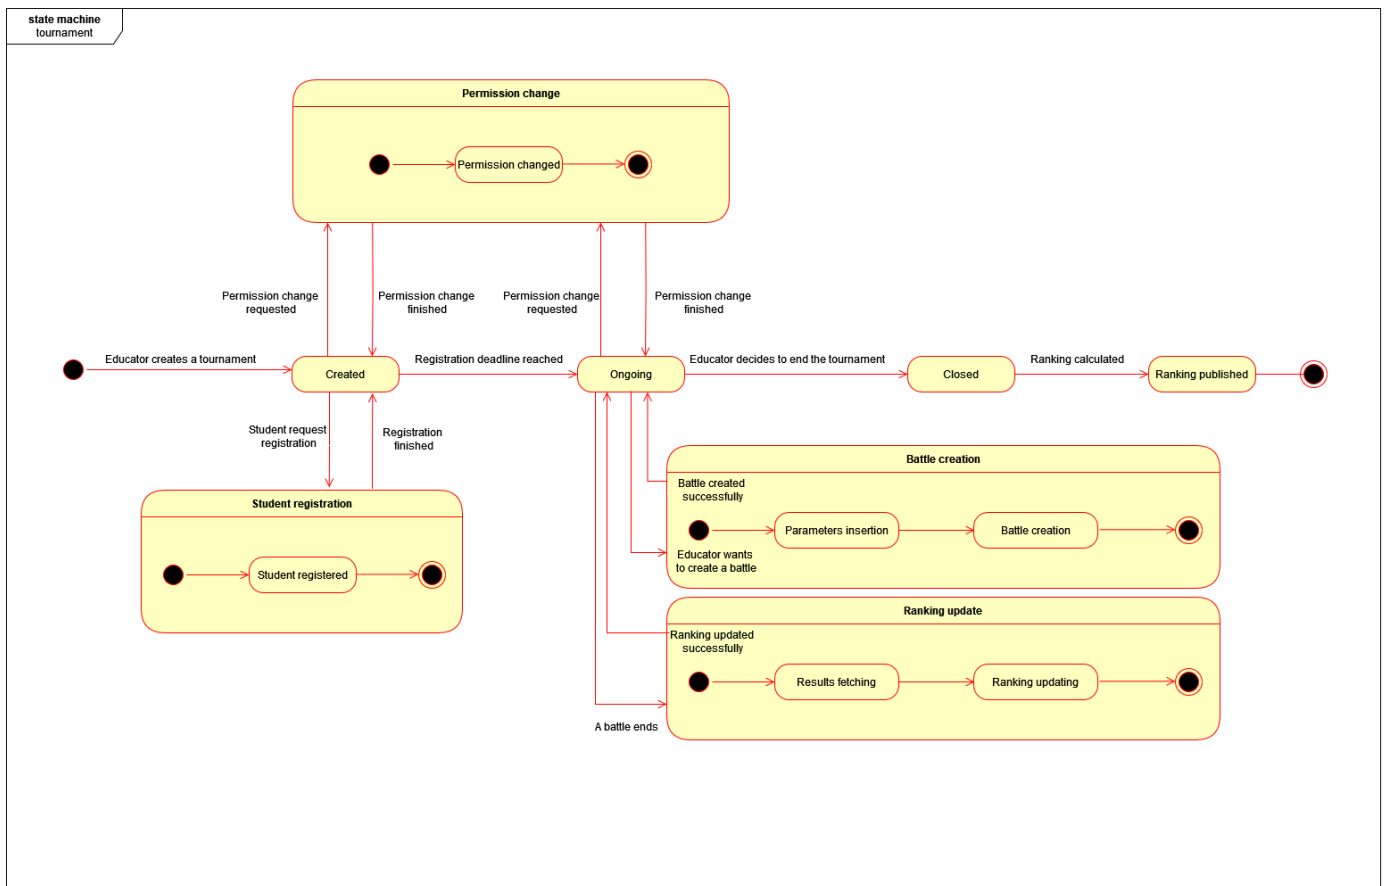 state machine
tournament
Permission change
Permission changed
Permission change
requested
Permission change
finished
Permission change
requested
Permission change
finished
Educator creates a tournament
Created
Registration deadline reached
Ongoing
Educator decides to end the tournament
Closed
Ranking calculated
Ranking published
Student request
registration
Registration
finished
Student registration
Student registered
Battle creation
Battle created
successfully
Parameters insertion
Battle creation
Educator wants
to create a battle
Ranking update
Ranking updated
successfully
Results fetching
Ranking updating
A battle ends